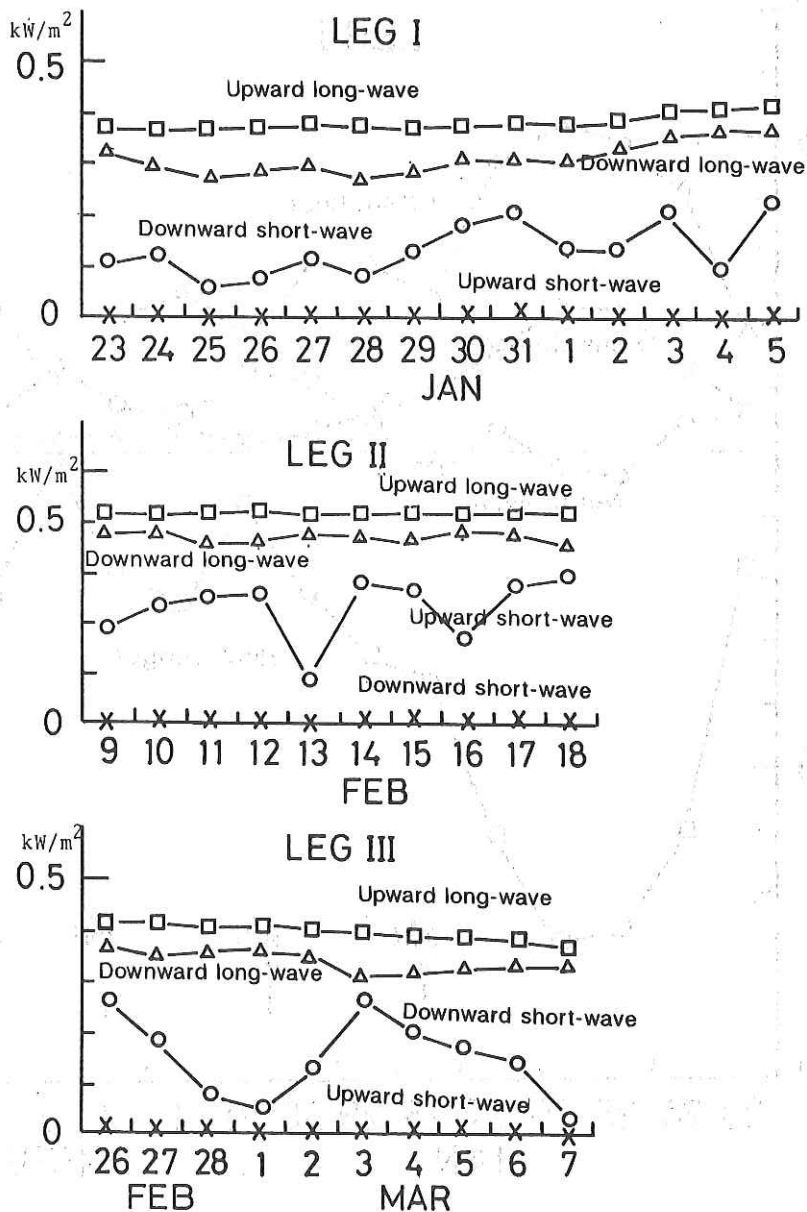 kW/m²
LEG I
0.5
Upward long-wave
Downward long-wave
Downward short-wave
Upward short-wave
0
23 24 25 26 27 28 29 30 31 1 2 3 4 5
JAN
LEG II
kW/m²
Upward long-wave
0.5
Downward long-wave
Upward short-wave
Downward short-wave
0
9 10 11 12 13 14 15 16 17 18
FEB
kW/m²
LEG III
0.5
Upward long-wave
Downward long-wave
Downward short-wave
Upward short-wave
0
26 27 28 1 2 3 4 5 6 7
FEB MAR